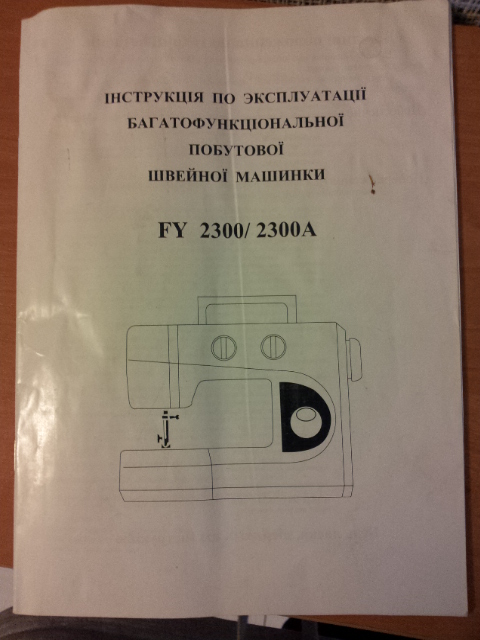 ІНСТРУКЦІЯ ПО ЭКСПЛУАТАЦІЇ
БАГАТОФУНКЦІОНАЛЬНОЇ
ПОБУТОВОЇ
ШВЕЙНОЇ МАШИНКИ
FY 2300/ 2300A